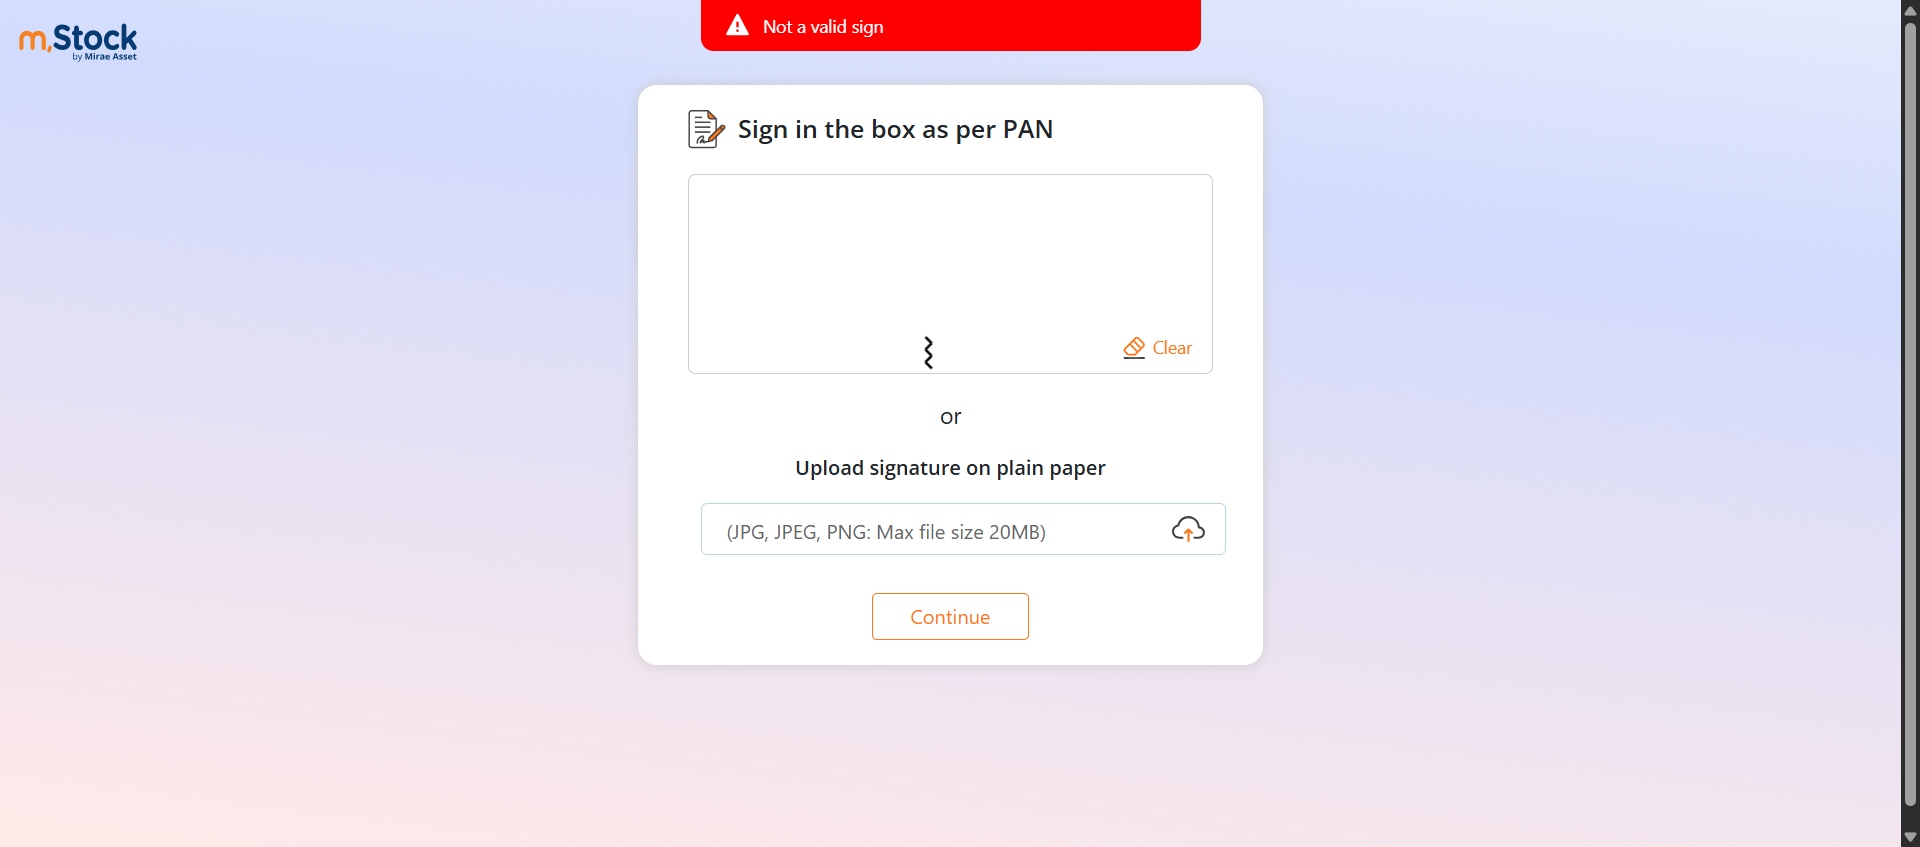 Not a valid sign
m.Stock
by Mirae Asset
Sign in the box as per PAN
Clear
or
Upload signature on plain paper
(JPG, JPEG, PNG: Max file size 20MB)
Continue